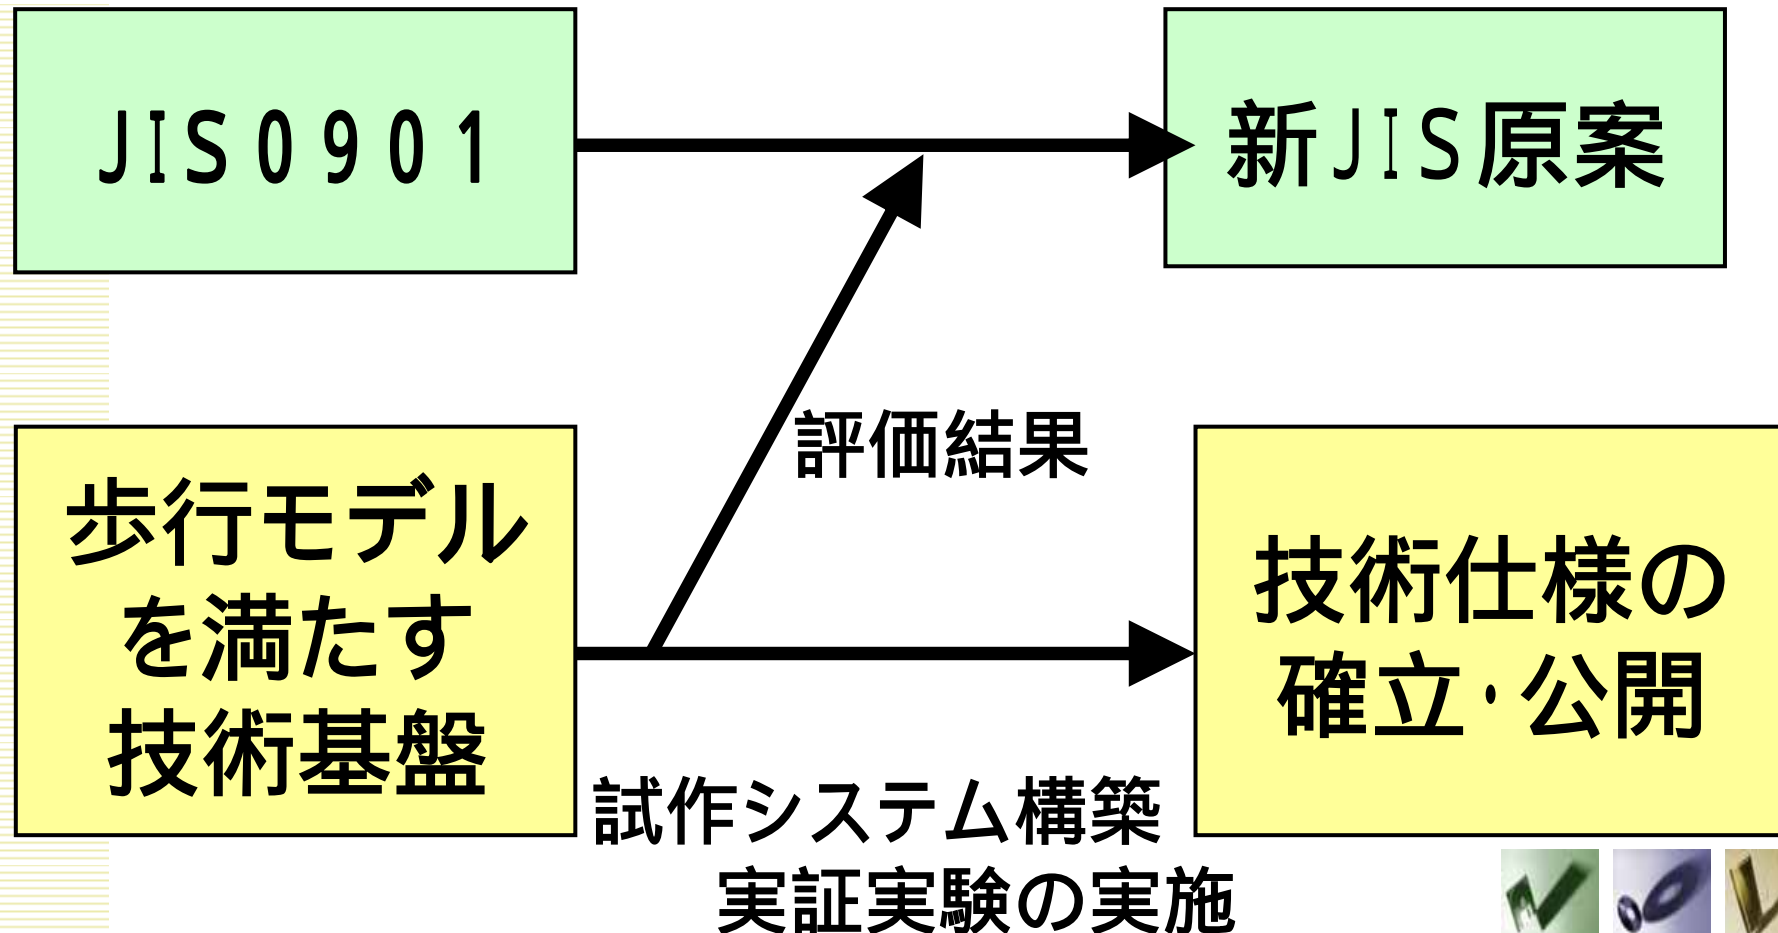 JIS0901
新JIS原案
評価結果
歩行モデル
を満たす
技術基盤
技術仕様の
確立・公開
試作システム構築
実証実験の実施